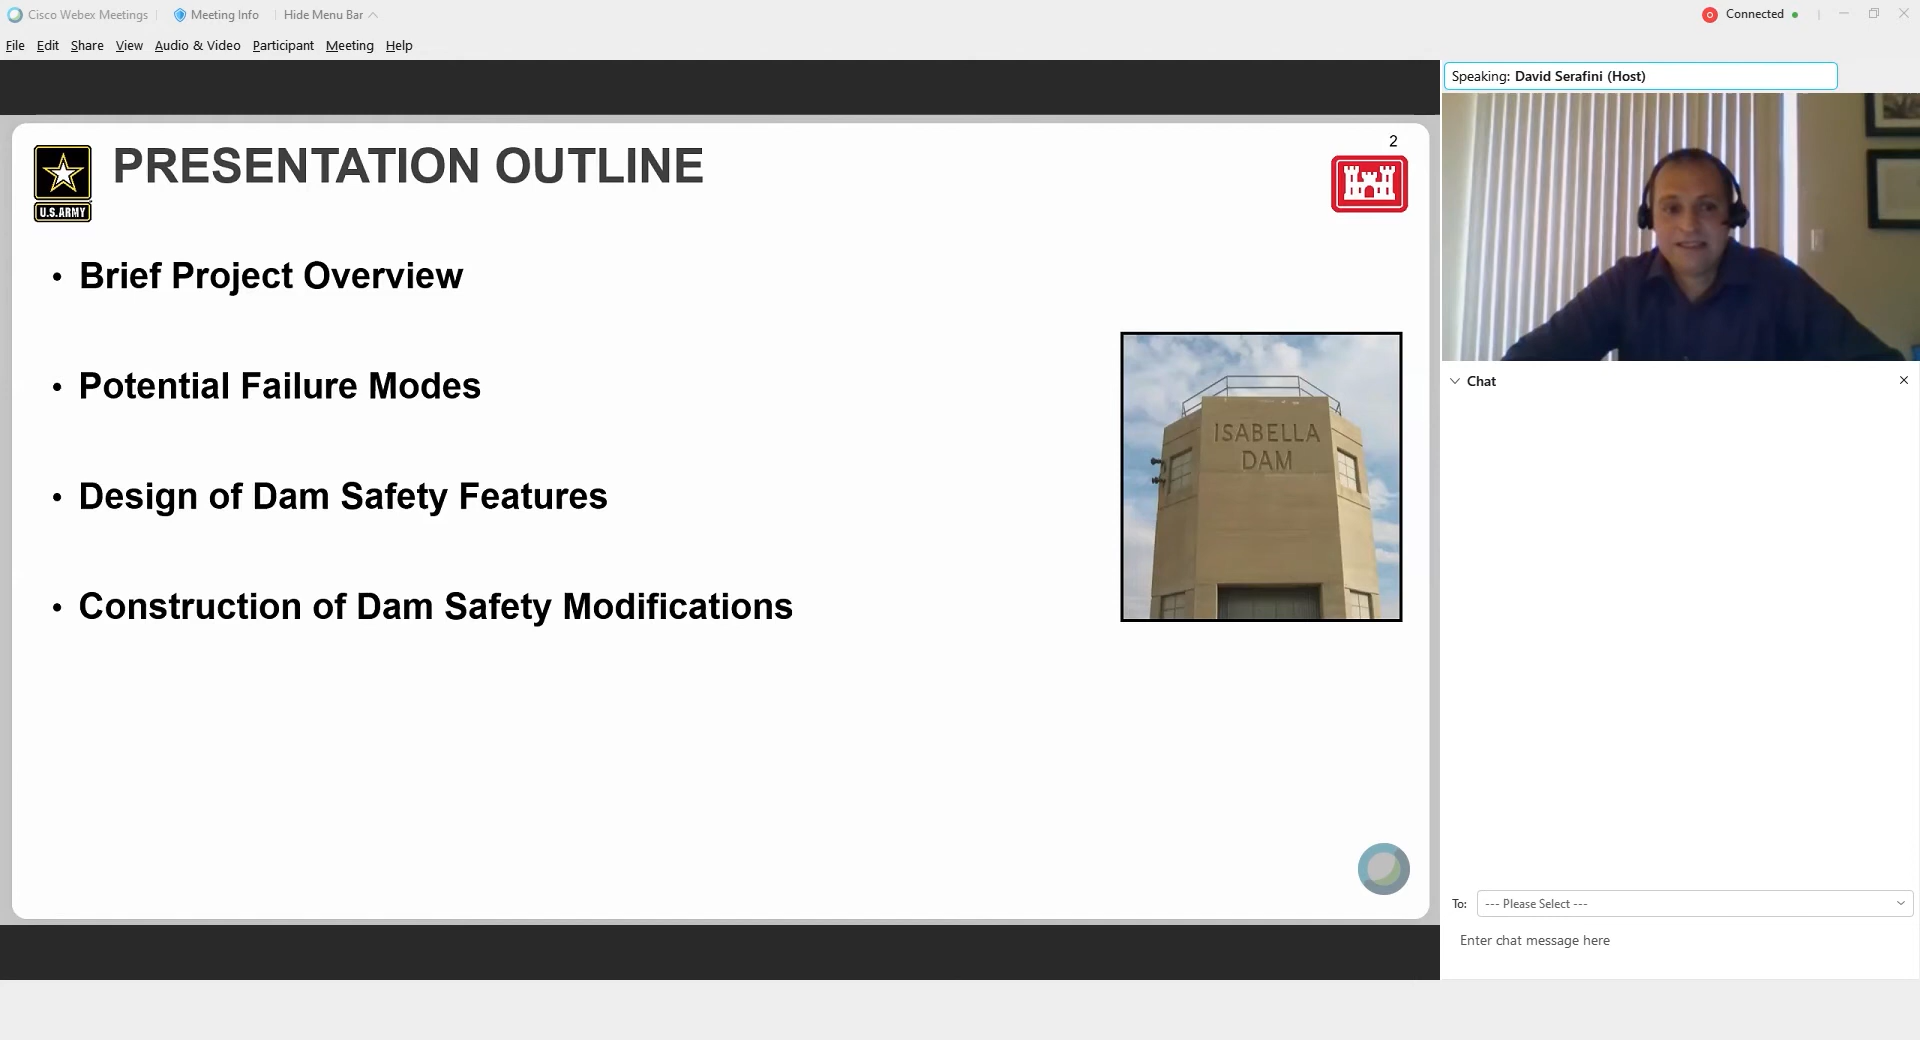 Cisco Webex Meetings
Meeting Info
Hide Menu Bar
Connected
File Edit Share View Audio & Video Participant Meeting Help
Speaking: David Serafini (Host)
2
PRESENTATION OUTLINE
U.S.ARMY
• Brief Project Overview
• Potential Failure Modes
• Design of Dam Safety Features
• Construction of Dam Safety Modifications
ISABELLA
DAM
Chat
To: --- Please Select ---
Enter chat message here